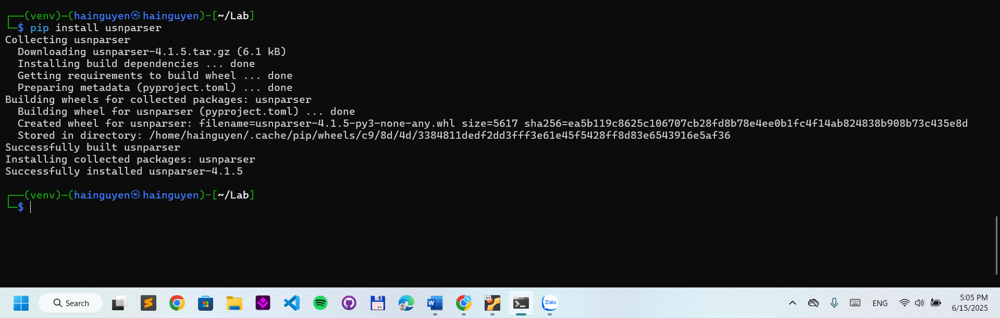 (venv)-(hainguyen㉿hainguyen)-[~/Lab]
$ pip install usnparser
Collecting usnparser
Downloading usnparser-4.1.5.tar.gz (6.1 kB)
Installing build dependencies ... done
Getting requirements to build wheel ... done
Preparing metadata (pyproject.toml) ... done
Building wheels for collected packages: usnparser
Building wheel for usnparser (pyproject.toml) ... done
Created wheel for usnparser: filename=usnparser-4.1.5-py3-none-any.whl size=5617 sha256=ea5b119c8625c106707cb28fd8b78e4ee0b1fc4f14ab824838b908b73c435e8d
Stored in directory: /home/hainguyen/.cache/pip/wheels/c9/8d/4d/3384811dedf2dd3fff3e61e45f5428ff8d83e6543916e5af36
Successfully built usnparser
Installing collected packages: usnparser
Successfully installed usnparser-4.1.5
(venv)-(hainguyen㉿hainguyen)-[~/Lab]
$
Search
64
W
64
Zalo
ENG
5:05 PM
6/15/2025